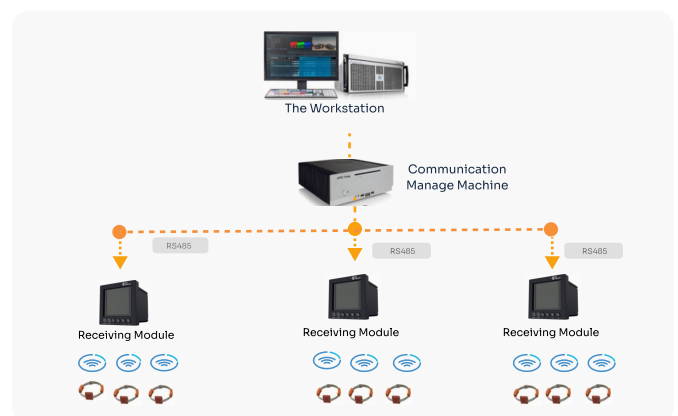 The Workstation
Communication
Manage Machine
RS485
RS485
RS485
Receiving Module
Receiving Module
Receiving Module